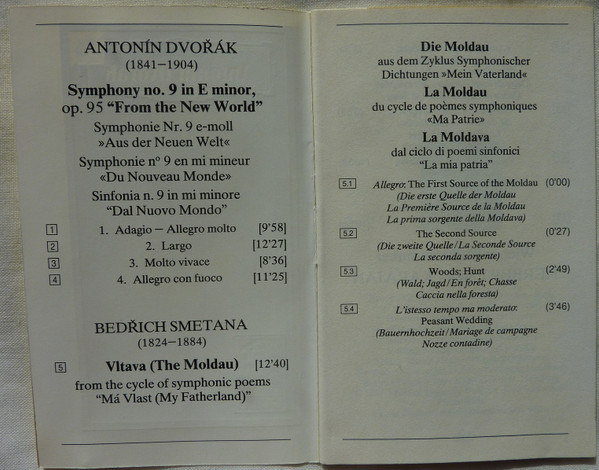 ANTONÍN DVOŘÁK
(1841—1904)
Symphony no. 9 in E minor,
op. 95 “From the New World”
Symphonie Nr. 9 e-moll
»Aus der Neuen Welt«
Symphonie nº 9 en mi mineur
«Du Nouveau Monde»
Sinfonia n. 9 in mi minore
“Dal Nuovo Mondo”
1 1. Adagio — Allegro molto [9'58]
2 2. Largo [12'27]
3 3. Molto vivace [8'36]
4 4. Allegro con fuoco [11'25]
BEDŘICH SMETANA
(1824—1884)
5 Vltava (The Moldau) [12'40]
from the cycle of symphonic poems
“Má Vlast (My Fatherland)”
Die Moldau
aus dem Zyklus Symphonischer
Dichtungen »Mein Vaterland«
La Moldau
du cycle de poèmes symphoniques
«Ma Patrie»
La Moldava
dal ciclo di poemi sinfonici
“La mia patria”
5.1 Allegro: The First Source of the Moldau (0'00)
(Die erste Quelle der Moldau
La Première Source de la Moldau
La prima sorgente della Moldava)
5.2 The Second Source (0'27)
(Die zweite Quelle/La Seconde Source
La seconda sorgente)
5.3 Woods; Hunt (2'49)
(Wald; Jagd/En forêt; Chasse
Caccia nella foresta)
5.4 L'istesso tempo ma moderato: (3'46)
Peasant Wedding
(Bauernhochzeit/Mariage de campagne
Nozze contadine)